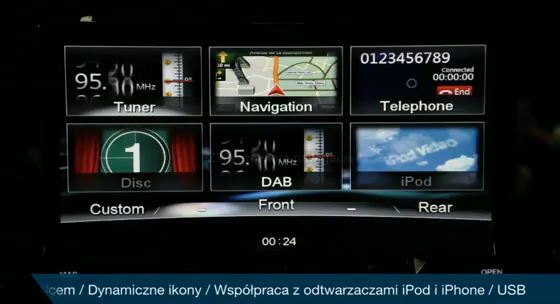 95.
MHz
Tuner
Navigation
0123456789
Connected
00:00:00
End
Telephone
1
Disc
95.
MHz
DAB
iPod Video
iPod
Custom
Front
Rear
00:24
MAP
OPEN
/ Dynamiczne ikony / Współpraca z odtwarzaczami iPod i iPhone / USB